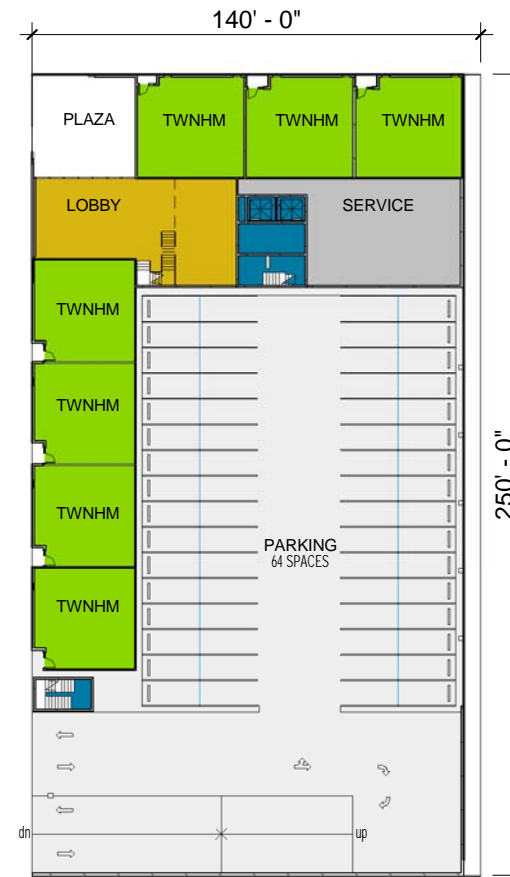 140' - 0"
PLAZA
TWNHM
TWNHM
TWNHM
LOBBY
SERVICE
TWNHM
TWNHM
TWNHM
TWNHM
PARKING
64 SPACES
250' - 0"
dn
up